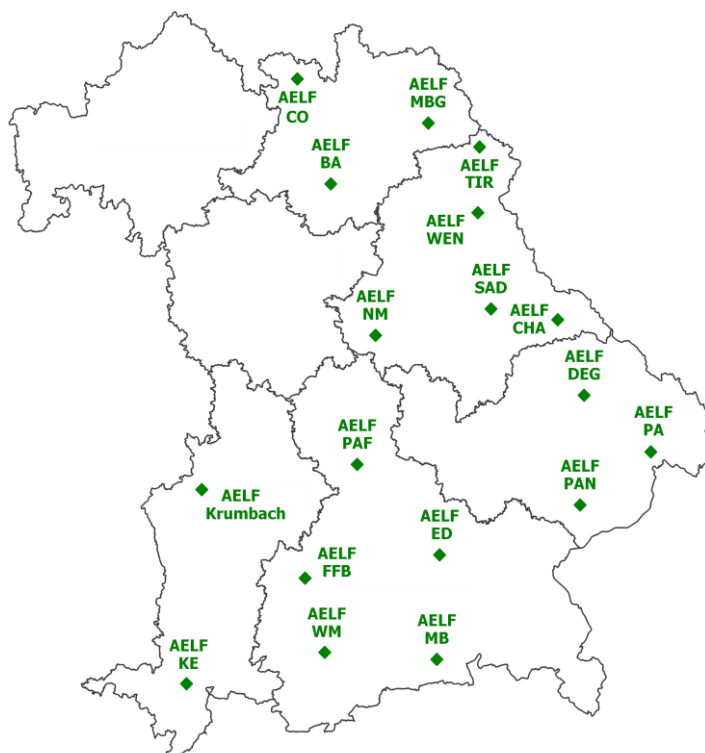 AELF
CO
AELF
MBG
AELF
BA
AELF
TIR
AELF
WEN
AELF
SAD
AELF
NM
AELF
CHA
AELF
DEG
AELF
PA
AELF
PAF
AELF
PAN
AELF
Krumbach
AELF
ED
AELF
FFB
AELF
WM
AELF
MB
AELF
KE